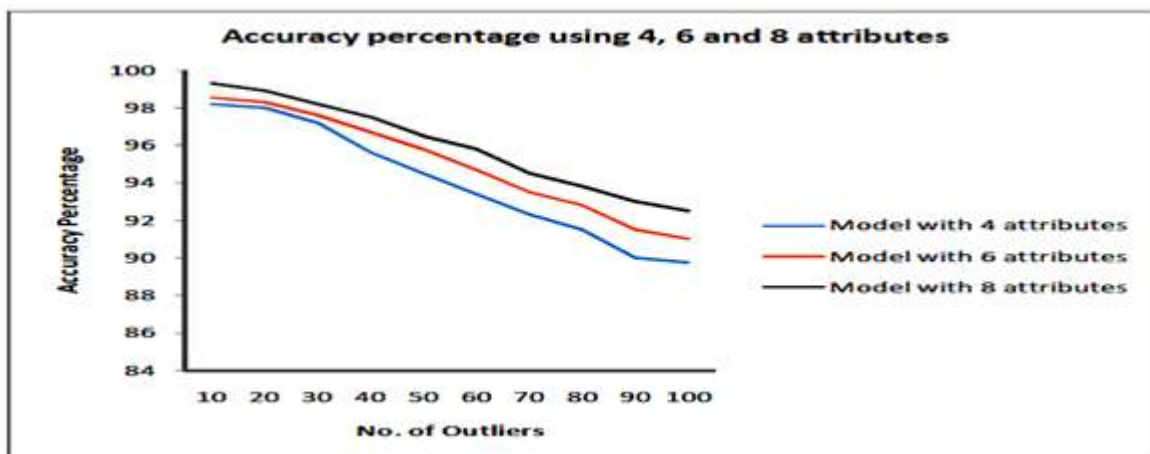 Accuracy percentage using 4, 6 and 8 attributes
Accuracy Percentage
100
98
96
94
92
90
88
86
84
10 20 30 40 50 60 70 80 90 100
No. of Outliers
Model with 4 attributes
Model with 6 attributes
Model with 8 attributes